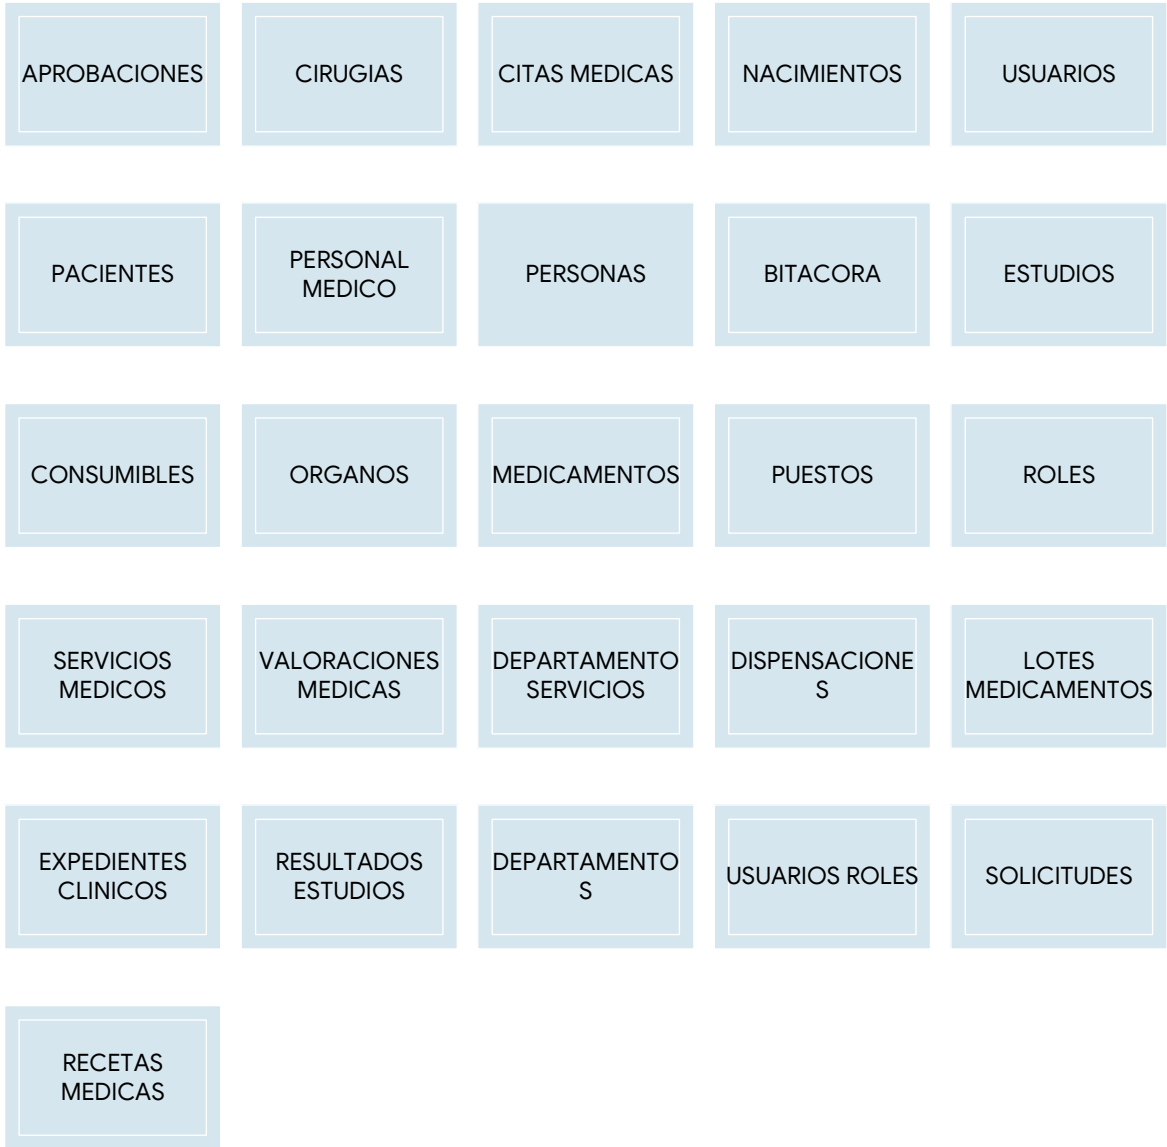 APROBACIONES
CIRUGIAS
CITAS MEDICAS
NACIMIENTOS
USUARIOS
PACIENTES
PERSONAL
MEDICO
PERSONAS
BITACORA
ESTUDIOS
CONSUMIBLES
ORGANOS
MEDICAMENTOS
PUESTOS
ROLES
SERVICIOS
MEDICOS
VALORACIONES
MEDICAS
DEPARTAMENTO
SERVICIOS
DISPENSACIONE
S
LOTES
MEDICAMENTOS
EXPEDIENTES
CLINICOS
RESULTADOS
ESTUDIOS
DEPARTAMENTO
S
USUARIOS ROLES
SOLICITUDES
RECETAS
MEDICAS